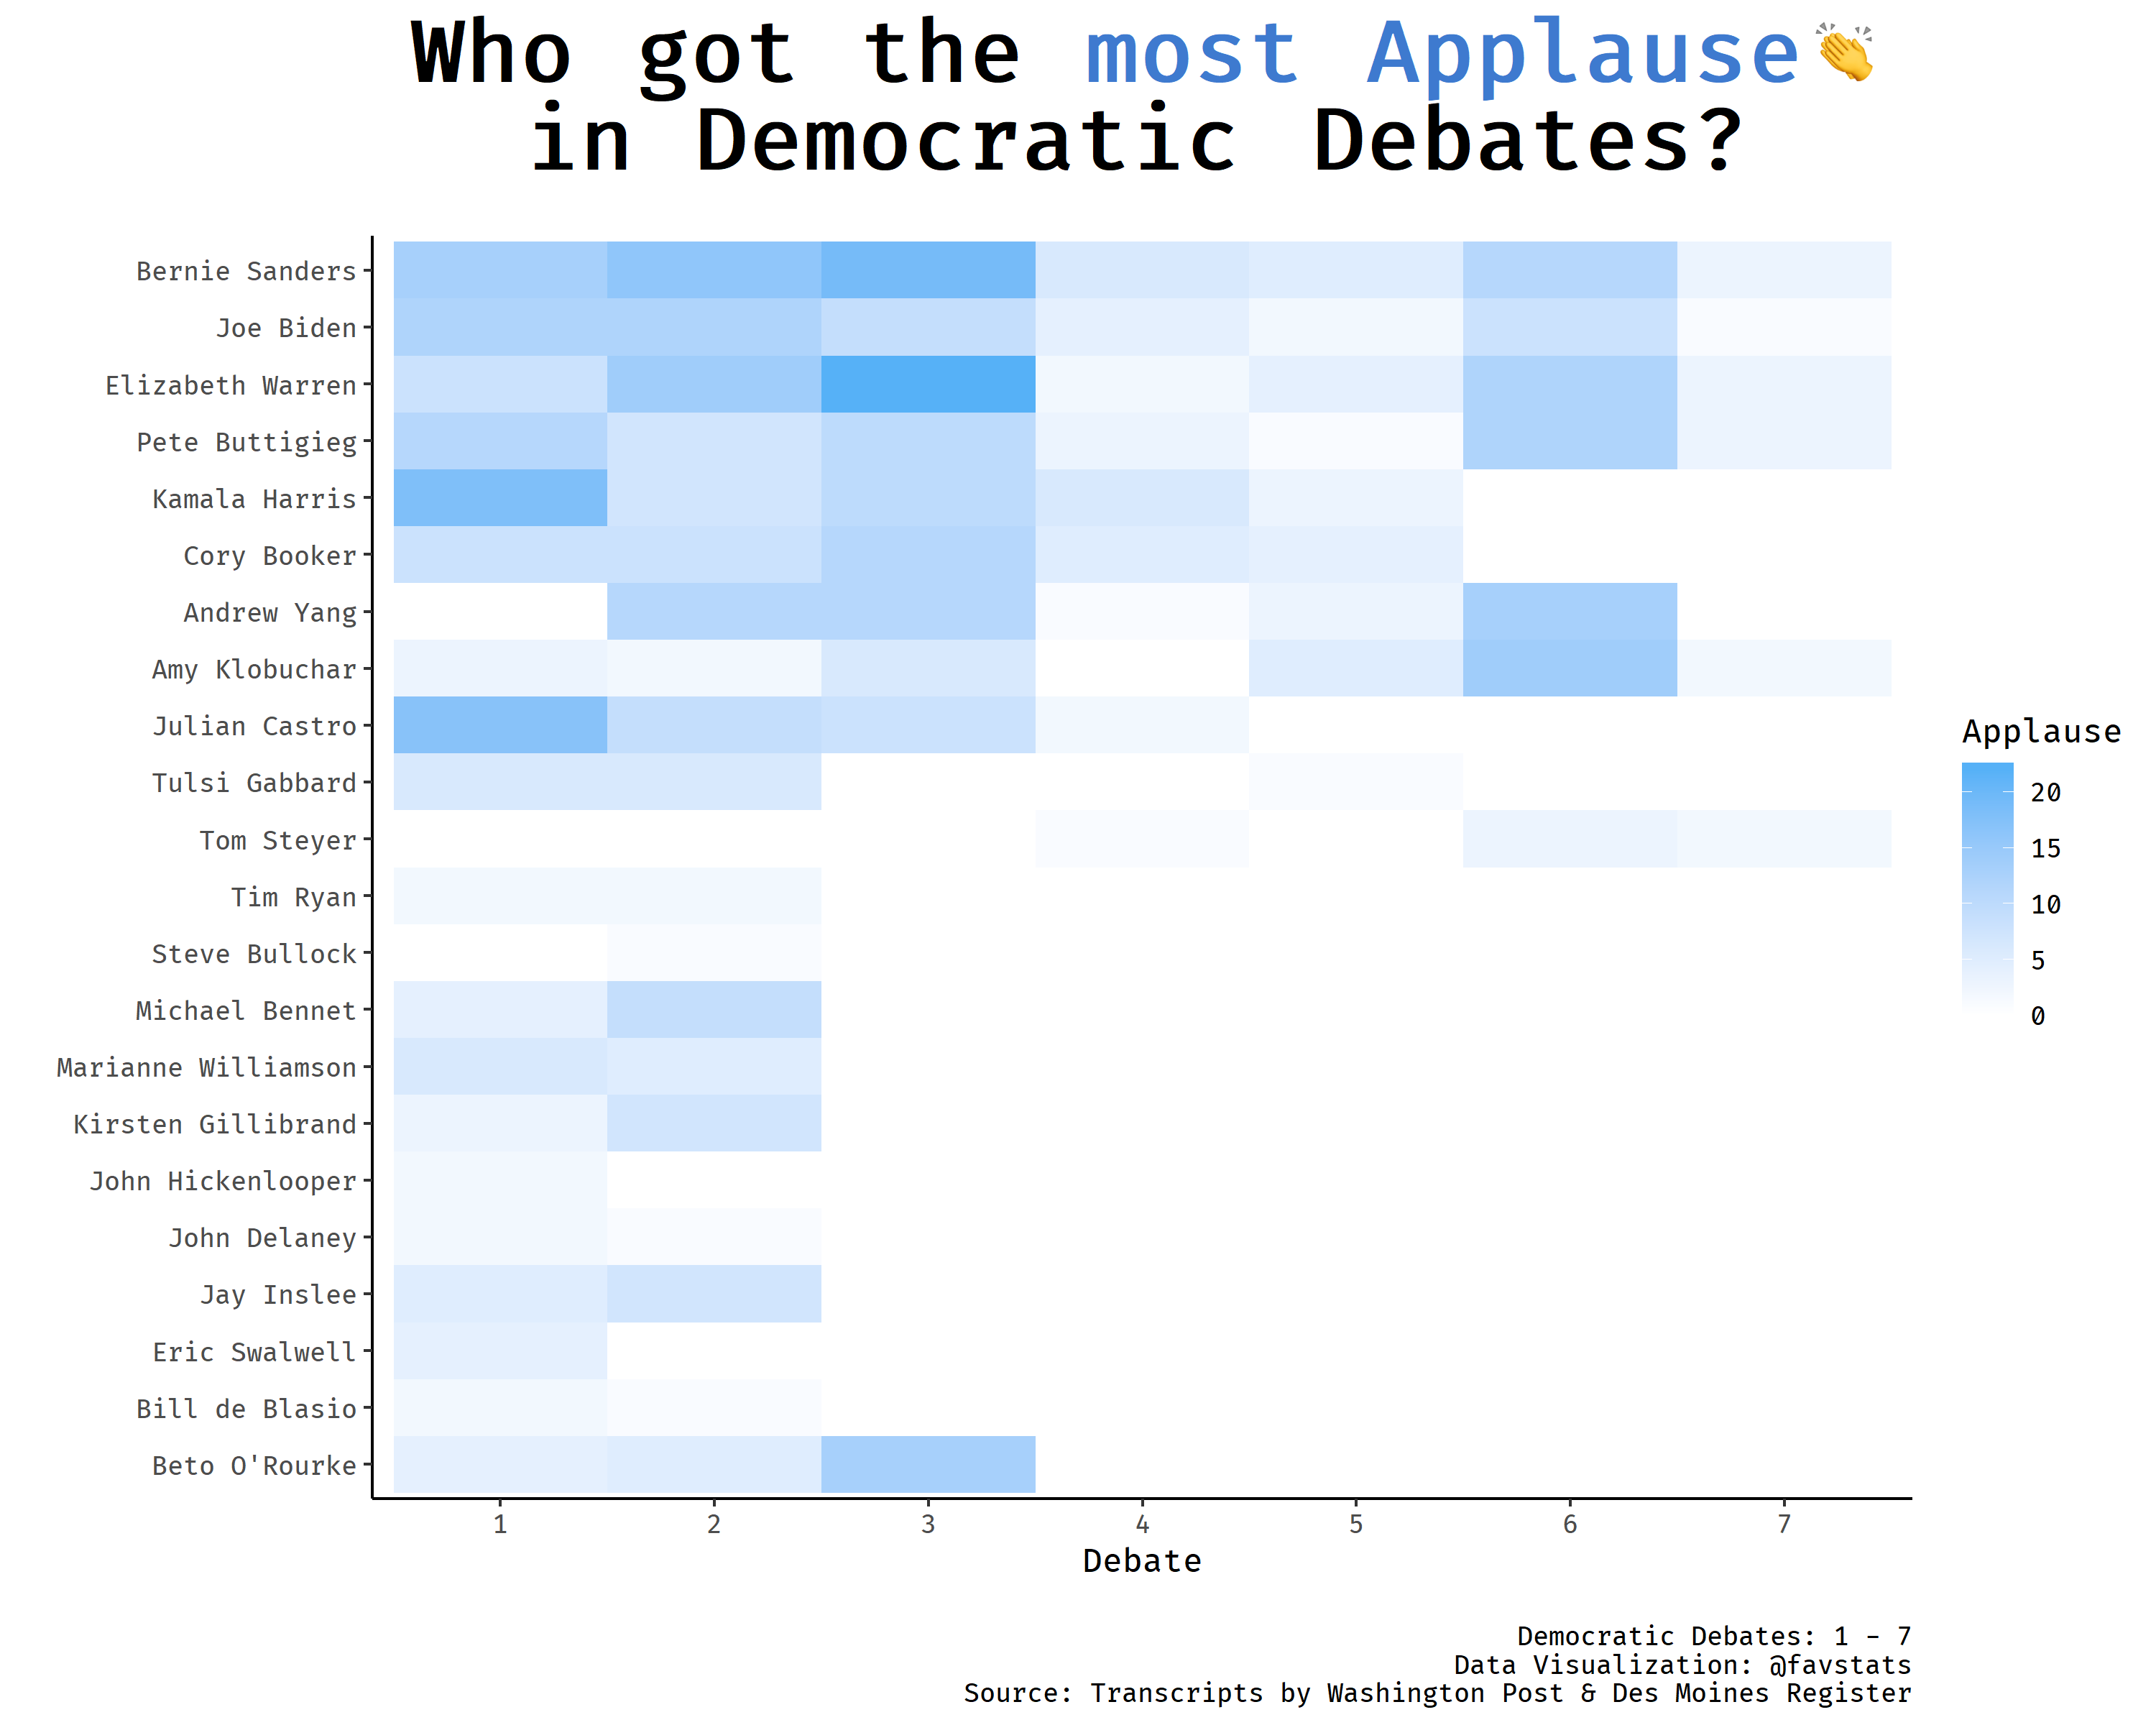 Who got the most Applause👏
in Democratic Debates?
Bernie Sanders
Joe Biden
Elizabeth Warren
Pete Buttigieg
Kamala Harris
Cory Booker
Andrew Yang
Amy Klobuchar
Julian Castro
Tulsi Gabbard
Tom Steyer
Tim Ryan
Steve Bullock
Michael Bennet
Marianne Williamson
Kirsten Gillibrand
John Hickenlooper
John Delaney
Jay Inslee
Eric Swalwell
Bill de Blasio
Beto O'Rourke
1 2 3 4 5 6 7
Debate
Applause
20
15
10
5
0
Democratic Debates: 1 - 7
Data Visualization: @favstats
Source: Transcripts by Washington Post & Des Moines Register